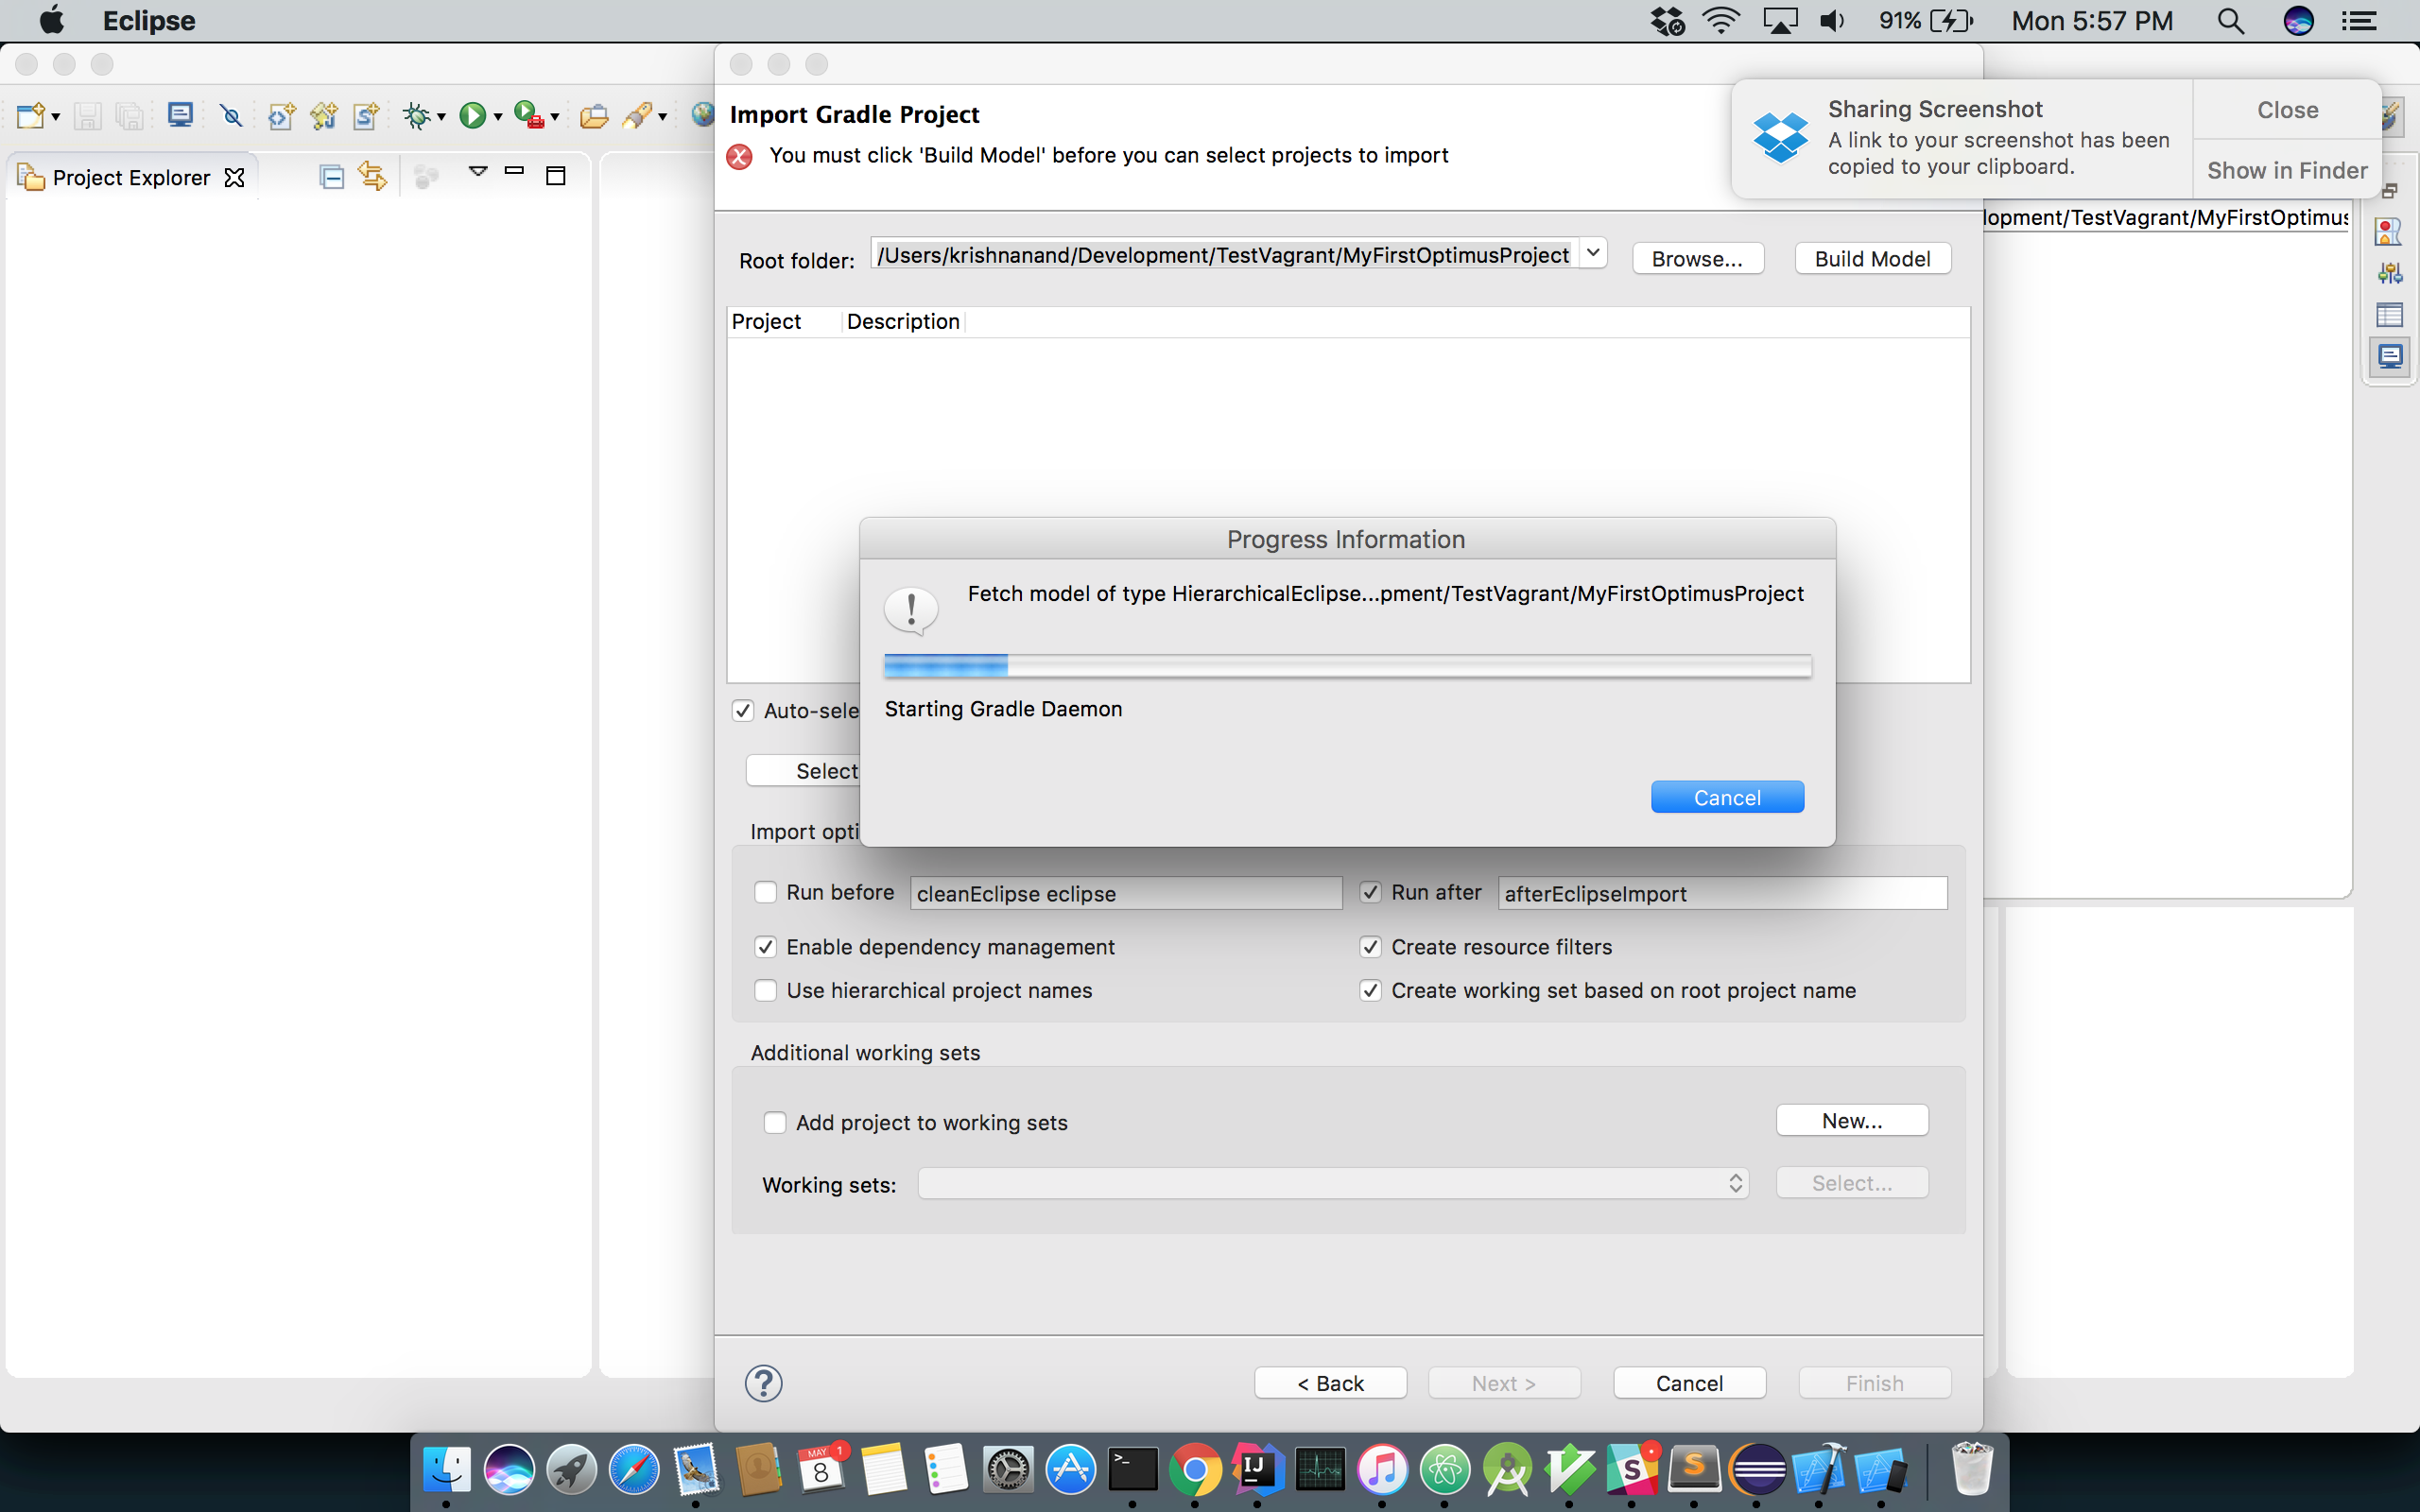 Eclipse
91%
Mon 5:57 PM
Import Gradle Project
You must click 'Build Model' before you can select projects to import
Sharing Screenshot
A link to your screenshot has been
copied to your clipboard.
Close
Show in Finder
Project Explorer
lopment/TestVagrant/MyFirstOptimus
Root folder:
/Users/krishnanand/Development/TestVagrant/MyFirstOptimusProject
Browse...
Build Model
Project
Description
Progress Information
Fetch model of type HierarchicalEclipse...pment/TestVagrant/MyFirstOptimusProject
Starting Gradle Daemon
Cancel
Auto-sele
Select
Import opti
Run before
cleanEclipse eclipse
Run after
afterEclipseImport
Enable dependency management
Create resource filters
Use hierarchical project names
Create working set based on root project name
Additional working sets
Add project to working sets
New...
Working sets:
Select...
?
< Back
Next >
Cancel
Finish
MAY
8
1
>_
IJ
S
S